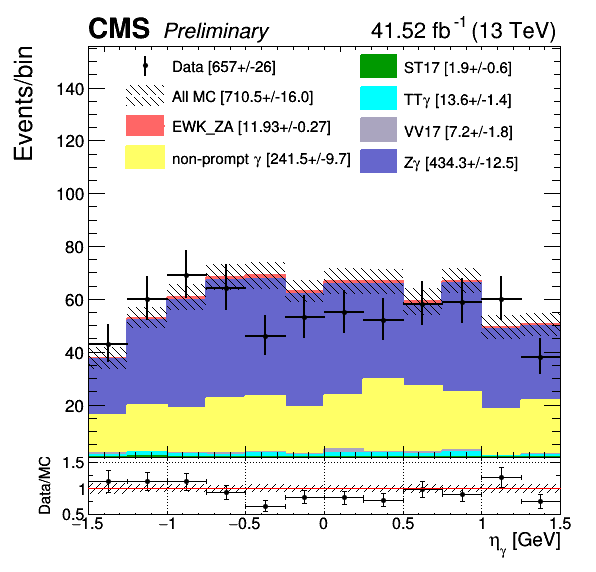 CMS Preliminary 41.52 fb⁻¹ (13 TeV)
Events/bin
Data [657+/-26]
All MC [710.5+/-16.0]
EWK_ZA [11.93+/-0.27]
non-prompt γ [241.5+/-9.7]
ST17 [1.9+/-0.6]
TTγ [13.6+/-1.4]
VV17 [7.2+/-1.8]
Zγ [434.3+/-12.5]
140
120
100
80
60
40
20
Data/MC
1.5
1
0.5
−1.5 −1 −0.5 0 0.5 1 1.5
ηγ [GeV]